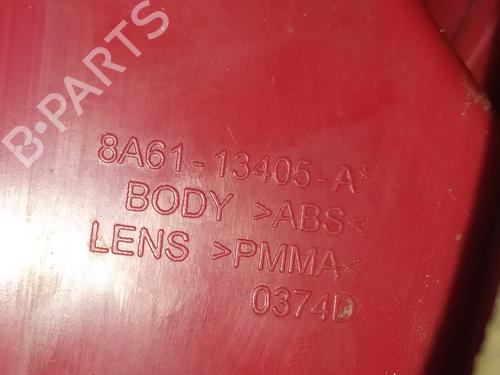 B-PARTS
8A61-13405-A*
BODY >ABS<
LENS >PMMA<
0374D